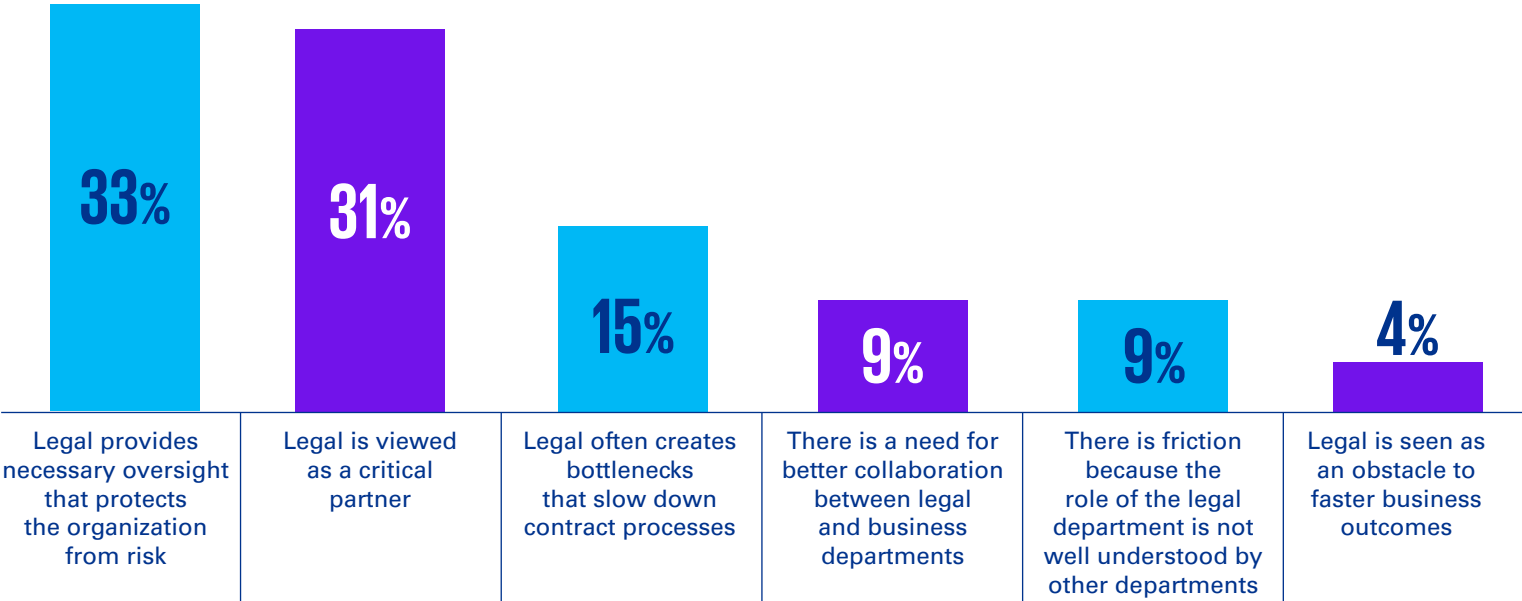 33%
31%
15%
9%
9%
4%
Legal provides
necessary oversight
that protects
the organization
from risk
Legal is viewed
as a critical
partner
Legal often creates
bottlenecks
that slow down
contract processes
There is a need for
better collaboration
between legal
and business
departments
There is friction
because the
role of the legal
department is not
well understood by
other departments
Legal is seen as
an obstacle to
faster business
outcomes